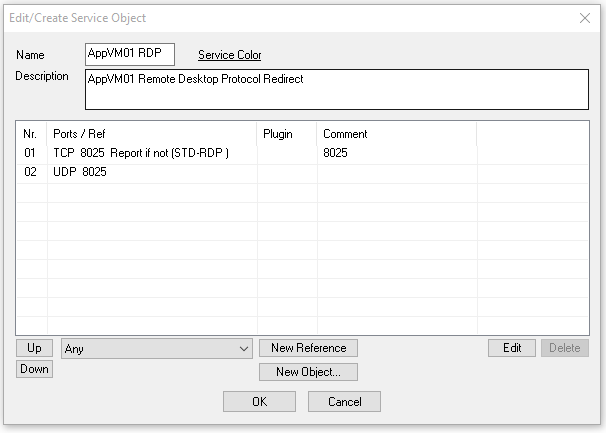 Edit/Create Service Object
Name AppVM01 RDP Service Color
Description AppVM01 Remote Desktop Protocol Redirect
Nr. Ports / Ref Plugin Comment
01 TCP 8025 Report if not (STD-RDP ) 8025
02 UDP 8025
Up Any New Reference Edit Delete
Down New Object...
OK Cancel